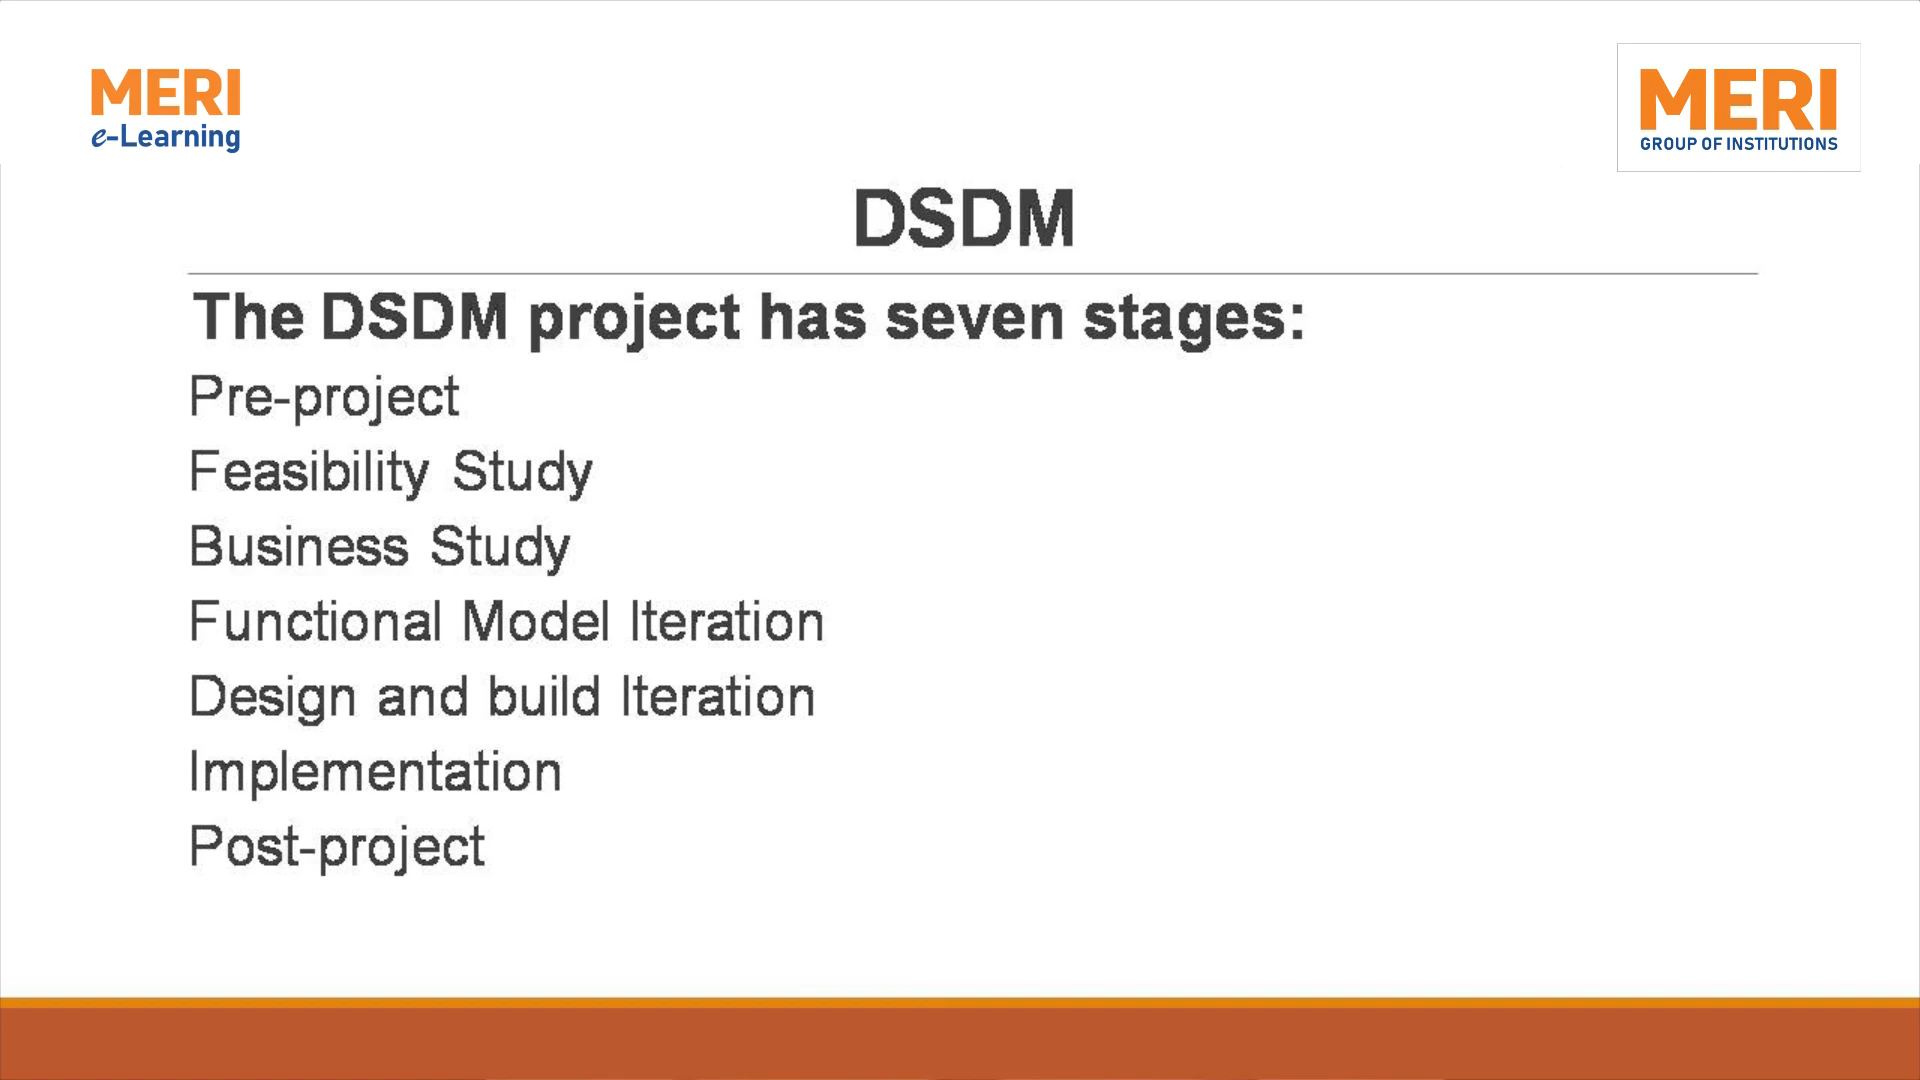 MERI
e-Learning
MERI
GROUP OF INSTITUTIONS
DSDM
The DSDM project has seven stages:
Pre-project
Feasibility Study
Business Study
Functional Model Iteration
Design and build Iteration
Implementation
Post-project